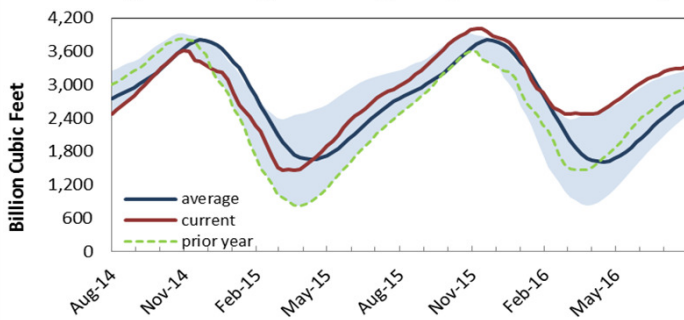 Billion Cubic Feet
4,200
3,600
3,000
2,400
1,800
1,200
600
0
average
current
prior year
Aug-14
Nov-14
Feb-15
May-15
Aug-15
Nov-15
Feb-16
May-16